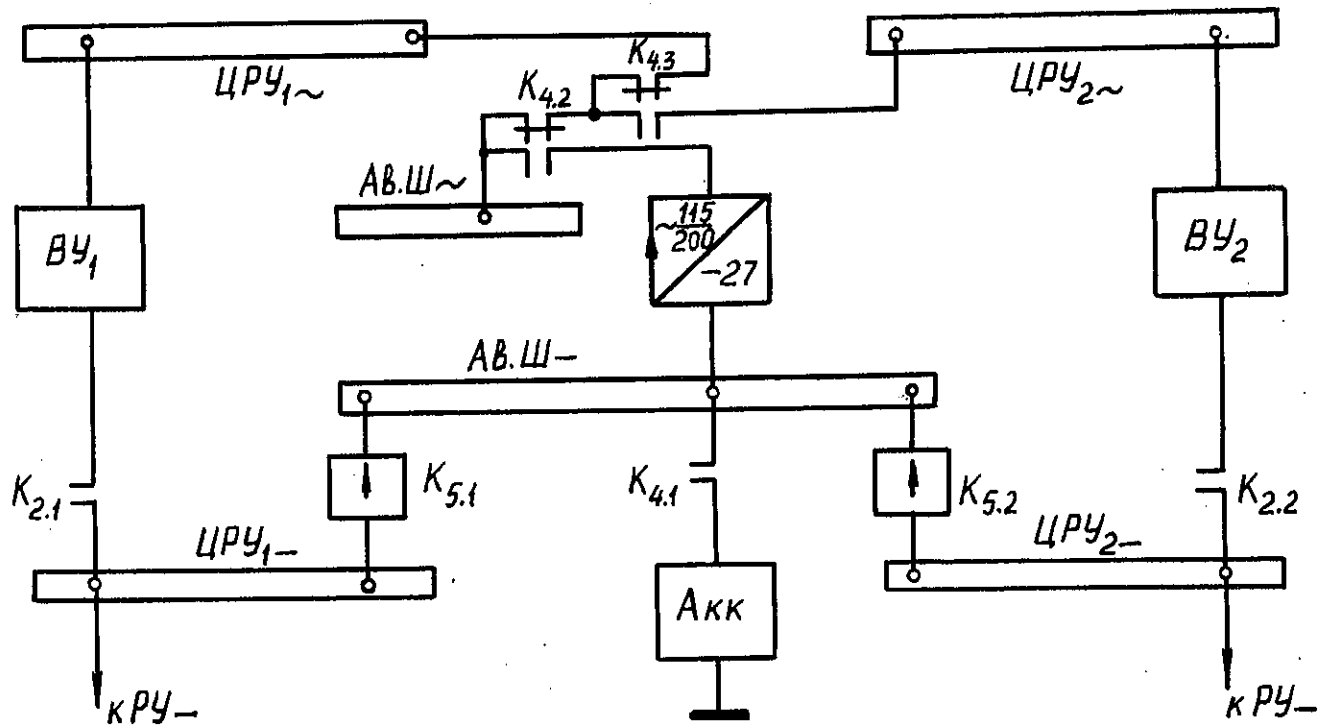 ЦРУ1~
К4.3
К4.2
ЦРУ2~
АВ.Ш~
ВУ1
~115/200
-27
ВУ2
АВ.Ш-
К2.1
К5.1
К4.1
К5.2
К2.2
ЦРУ1-
ЦРУ2-
Акк
к РУ-
к РУ-